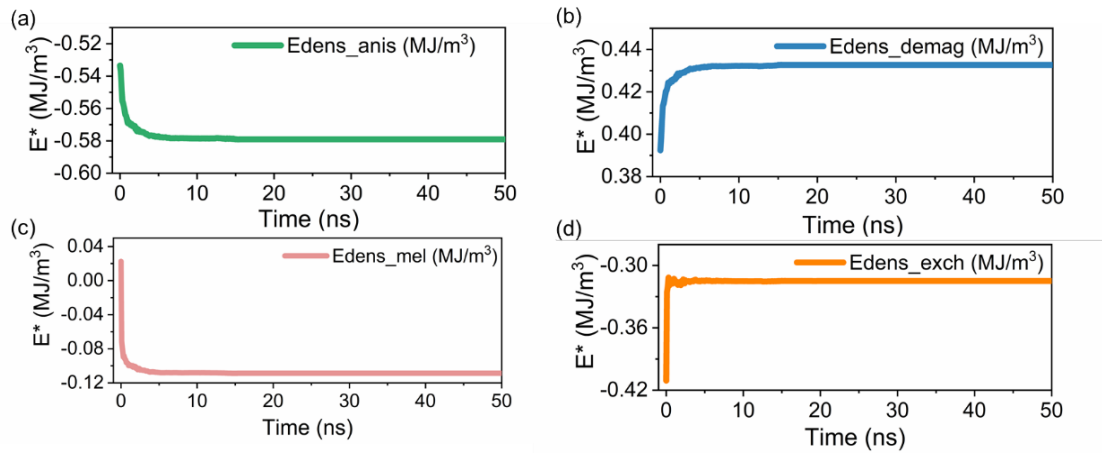 (a)
Edens_anis (MJ/m³)
E* (MJ/m³)
-0.52
-0.54
-0.56
-0.58
-0.60
0 10 20 30 40 50
Time (ns)
(b)
Edens_demag (MJ/m³)
E* (MJ/m³)
0.44
0.42
0.40
0.38
0 10 20 30 40 50
Time (ns)
(c)
Edens_mel (MJ/m³)
E* (MJ/m³)
0.04
0.00
-0.04
-0.08
-0.12
0 10 20 30 40 50
Time (ns)
(d)
Edens_exch (MJ/m³)
E* (MJ/m³)
-0.30
-0.36
-0.42
0 10 20 30 40 50
Time (ns)